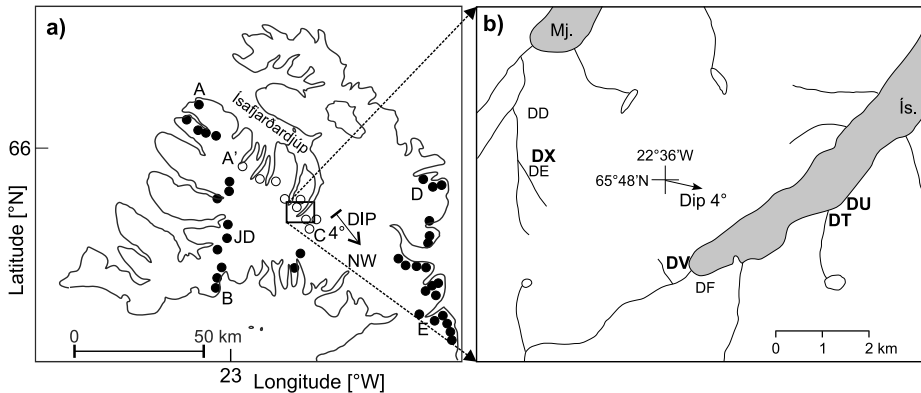 a)
A
Ísafjarðardjúp
A'
66
D
DIP
4°
C
JD
NW
B
E
0
50 km
23
Latitude [°N]
Longitude [°W]
b)
Mj.
Ís.
DD
DX
DE
22°36'W
65°48'N
Dip 4°
DU
DT
DV
DF
0 1 2 km